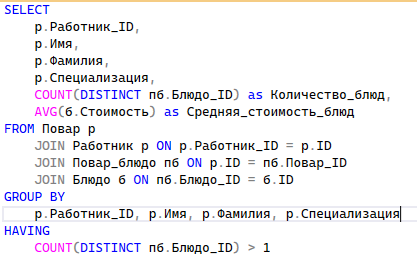 SELECT
р.Работник_ID,
р.Имя,
р.Фамилия,
р.Специализация,
COUNT(DISTINCT пб.Блюдо_ID) as Количество_блюд,
AVG(б.Стоимость) as Средняя_стоимость_блюд
FROM Повар р
JOIN Работник р ON р.Работник_ID = р.ID
JOIN Повар_блюдо пб ON р.ID = пб.Повар_ID
JOIN Блюдо б ON пб.Блюдо_ID = б.ID
GROUP BY
р.Работник_ID, р.Имя, р.Фамилия, р.Специализация
HAVING
COUNT(DISTINCT пб.Блюдо_ID) > 1